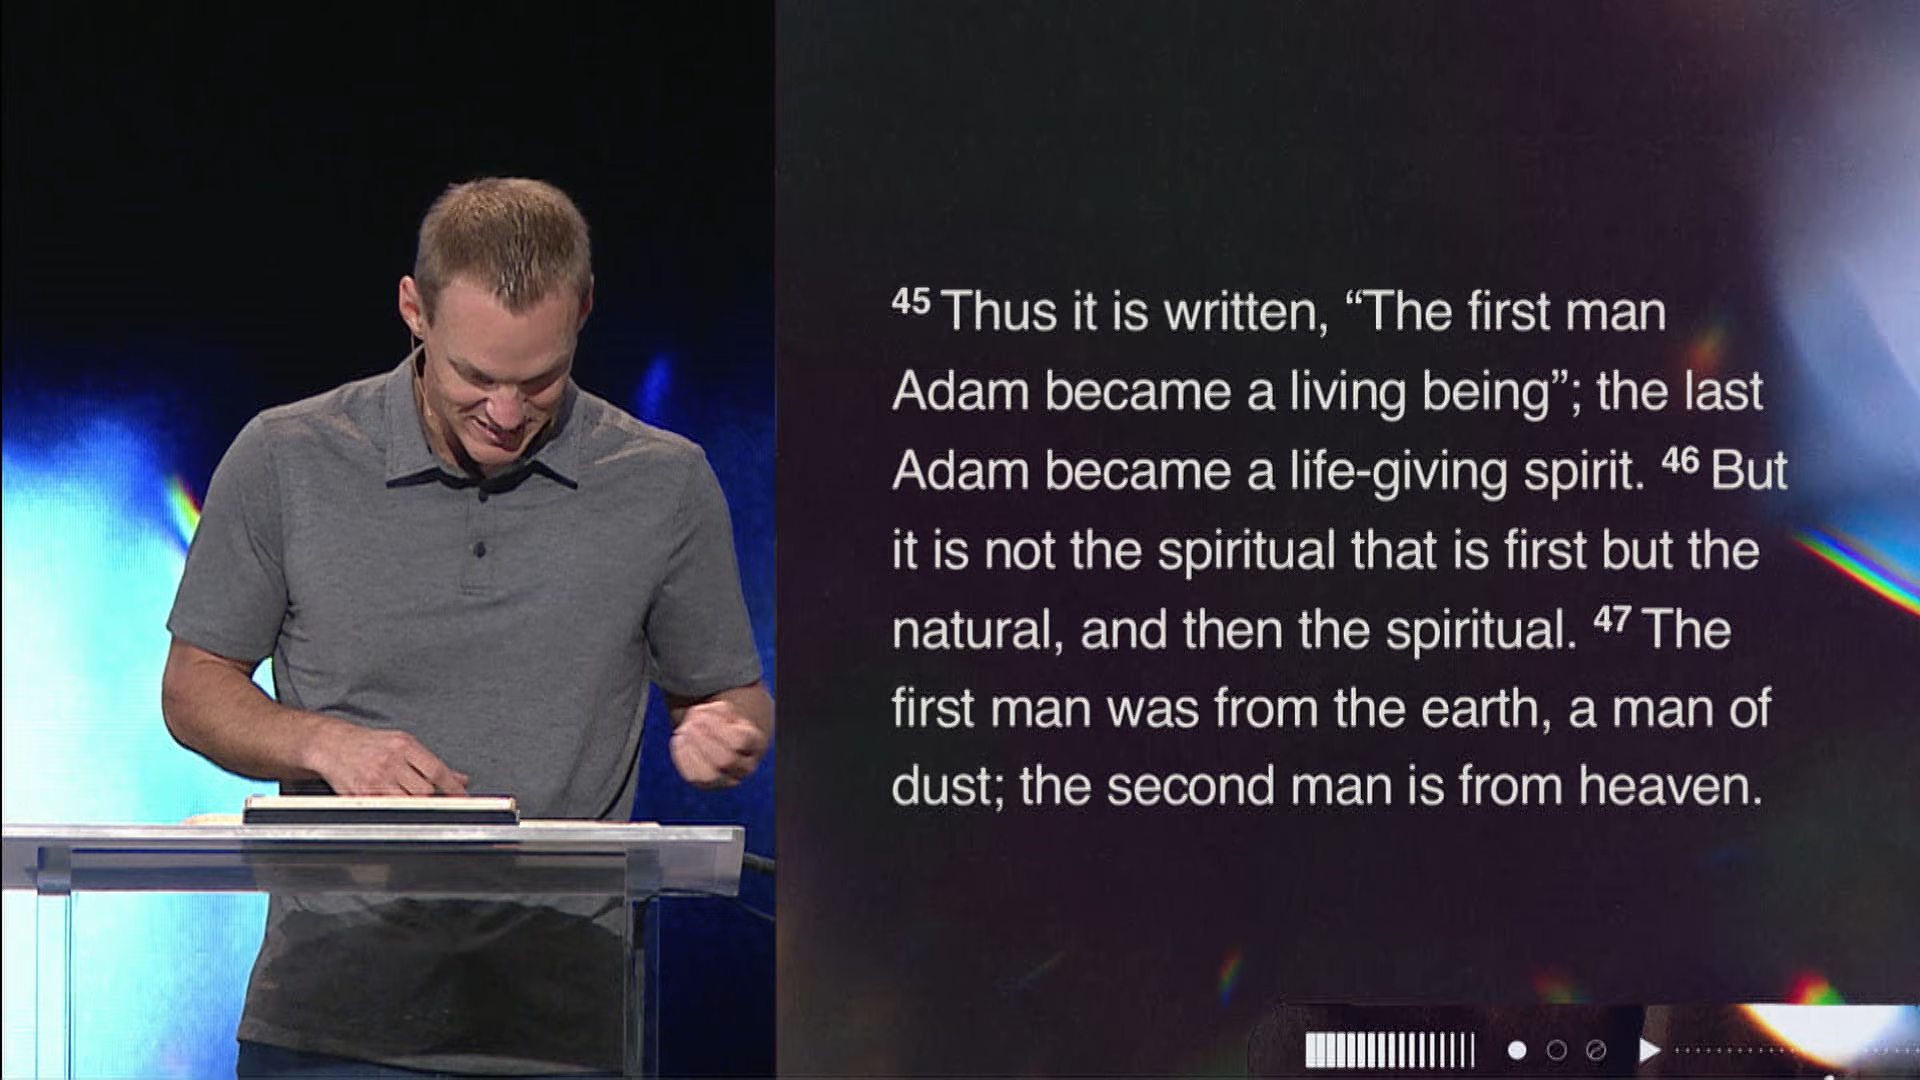 45 Thus it is written, “The first man
Adam became a living being”; the last
Adam became a life-giving spirit. 46 But
it is not the spiritual that is first but the
natural, and then the spiritual. 47 The
first man was from the earth, a man of
dust; the second man is from heaven.